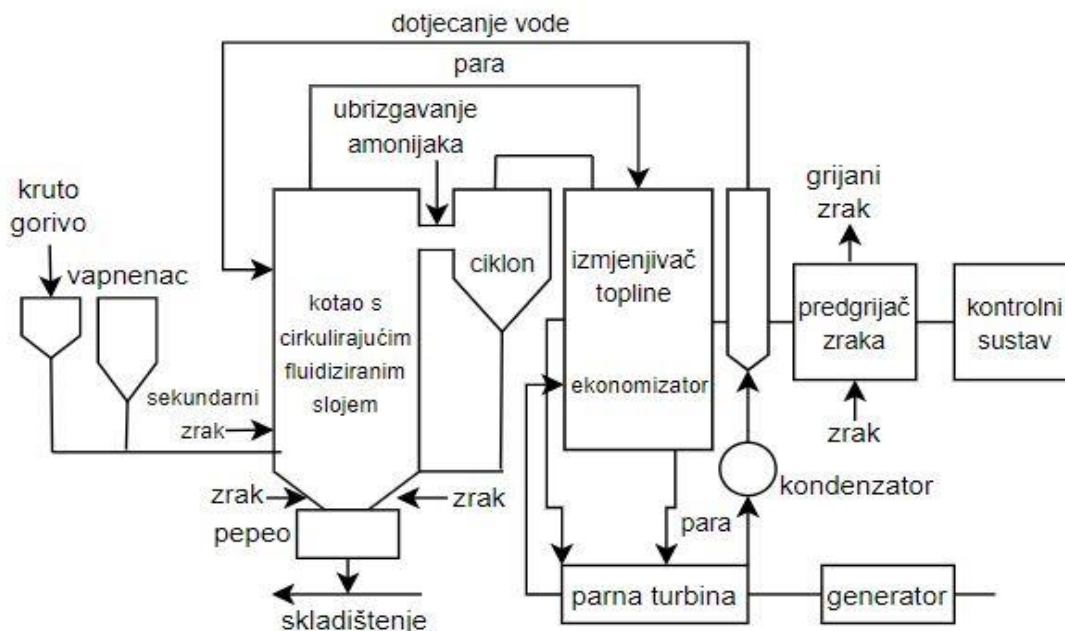 dotjecanje vode
para
ubrizgavanje
amonijaka
kruto
gorivo
vapnenac
grijani
zrak
ciklon
izmjenjivač
topline
ekonomizator
kotao s
cirkulirajućim
fluidiziranim
slojem
predgrijač
zraka
kontrolni
sustav
sekundarni
zrak
zrak
zrak
zrak
pepeo
skladištenje
kondenzator
para
parna turbina
generator